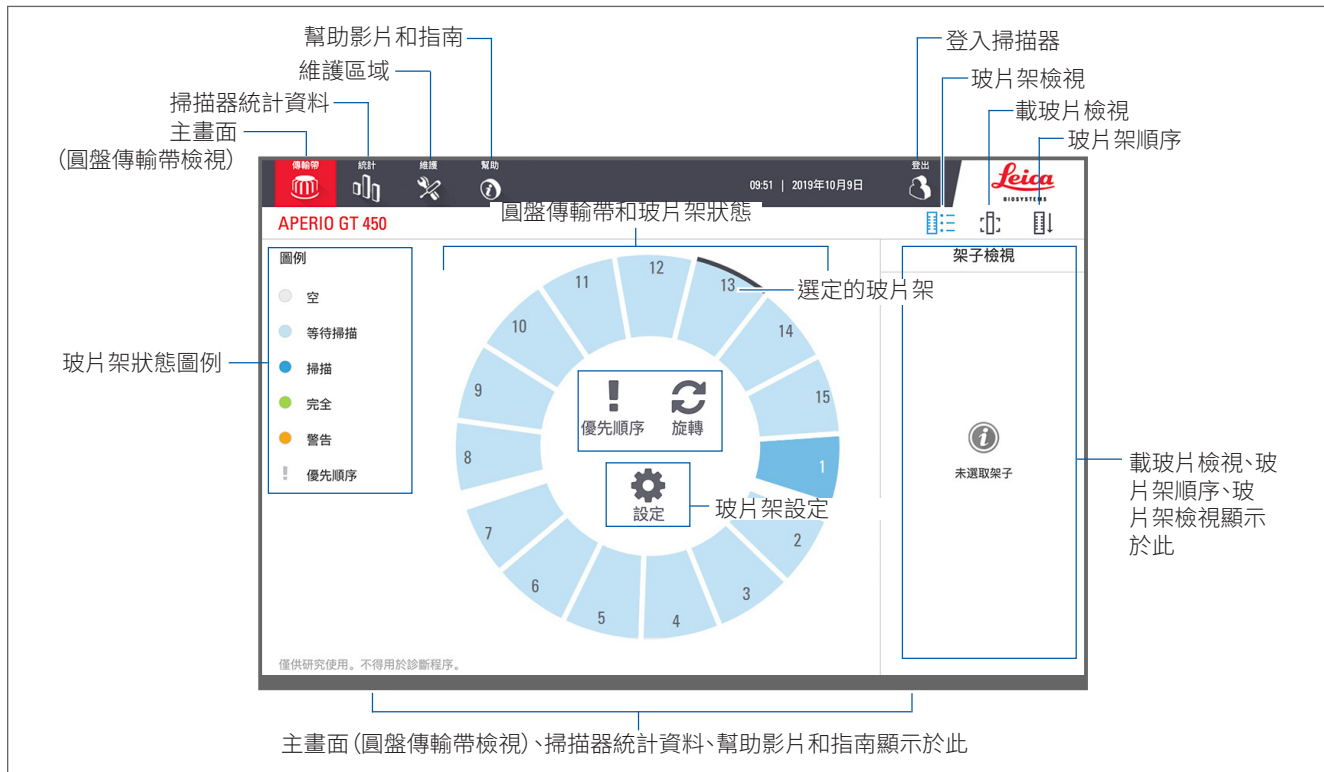 幫助影片和指南
維護區域
掃描器統計資料
主畫面
(圓盤傳輸帶檢視)
登入掃描器
玻片架檢視
載玻片檢視
玻片架順序
傳輸帶
統計
維護
幫助
09:51 | 2019年10月9日
登出
Leica
BIOSYSTEMS
APERIO GT 450
圓盤傳輸帶和玻片架狀態
圖例
空
等待掃描
掃描
完全
警告
優先順序
玻片架狀態圖例
12
13
選定的玻片架
11
14
10
15
9
8
1
7
2
6
3
5
4
優先順序
旋轉
設定
玻片架設定
架子檢視
未選取架子
載玻片檢視、玻
片架順序、玻
片架檢視顯示
於此
僅供研究使用。不得用於診斷程序。
主畫面(圓盤傳輸帶檢視)、掃描器統計資料、幫助影片和指南顯示於此